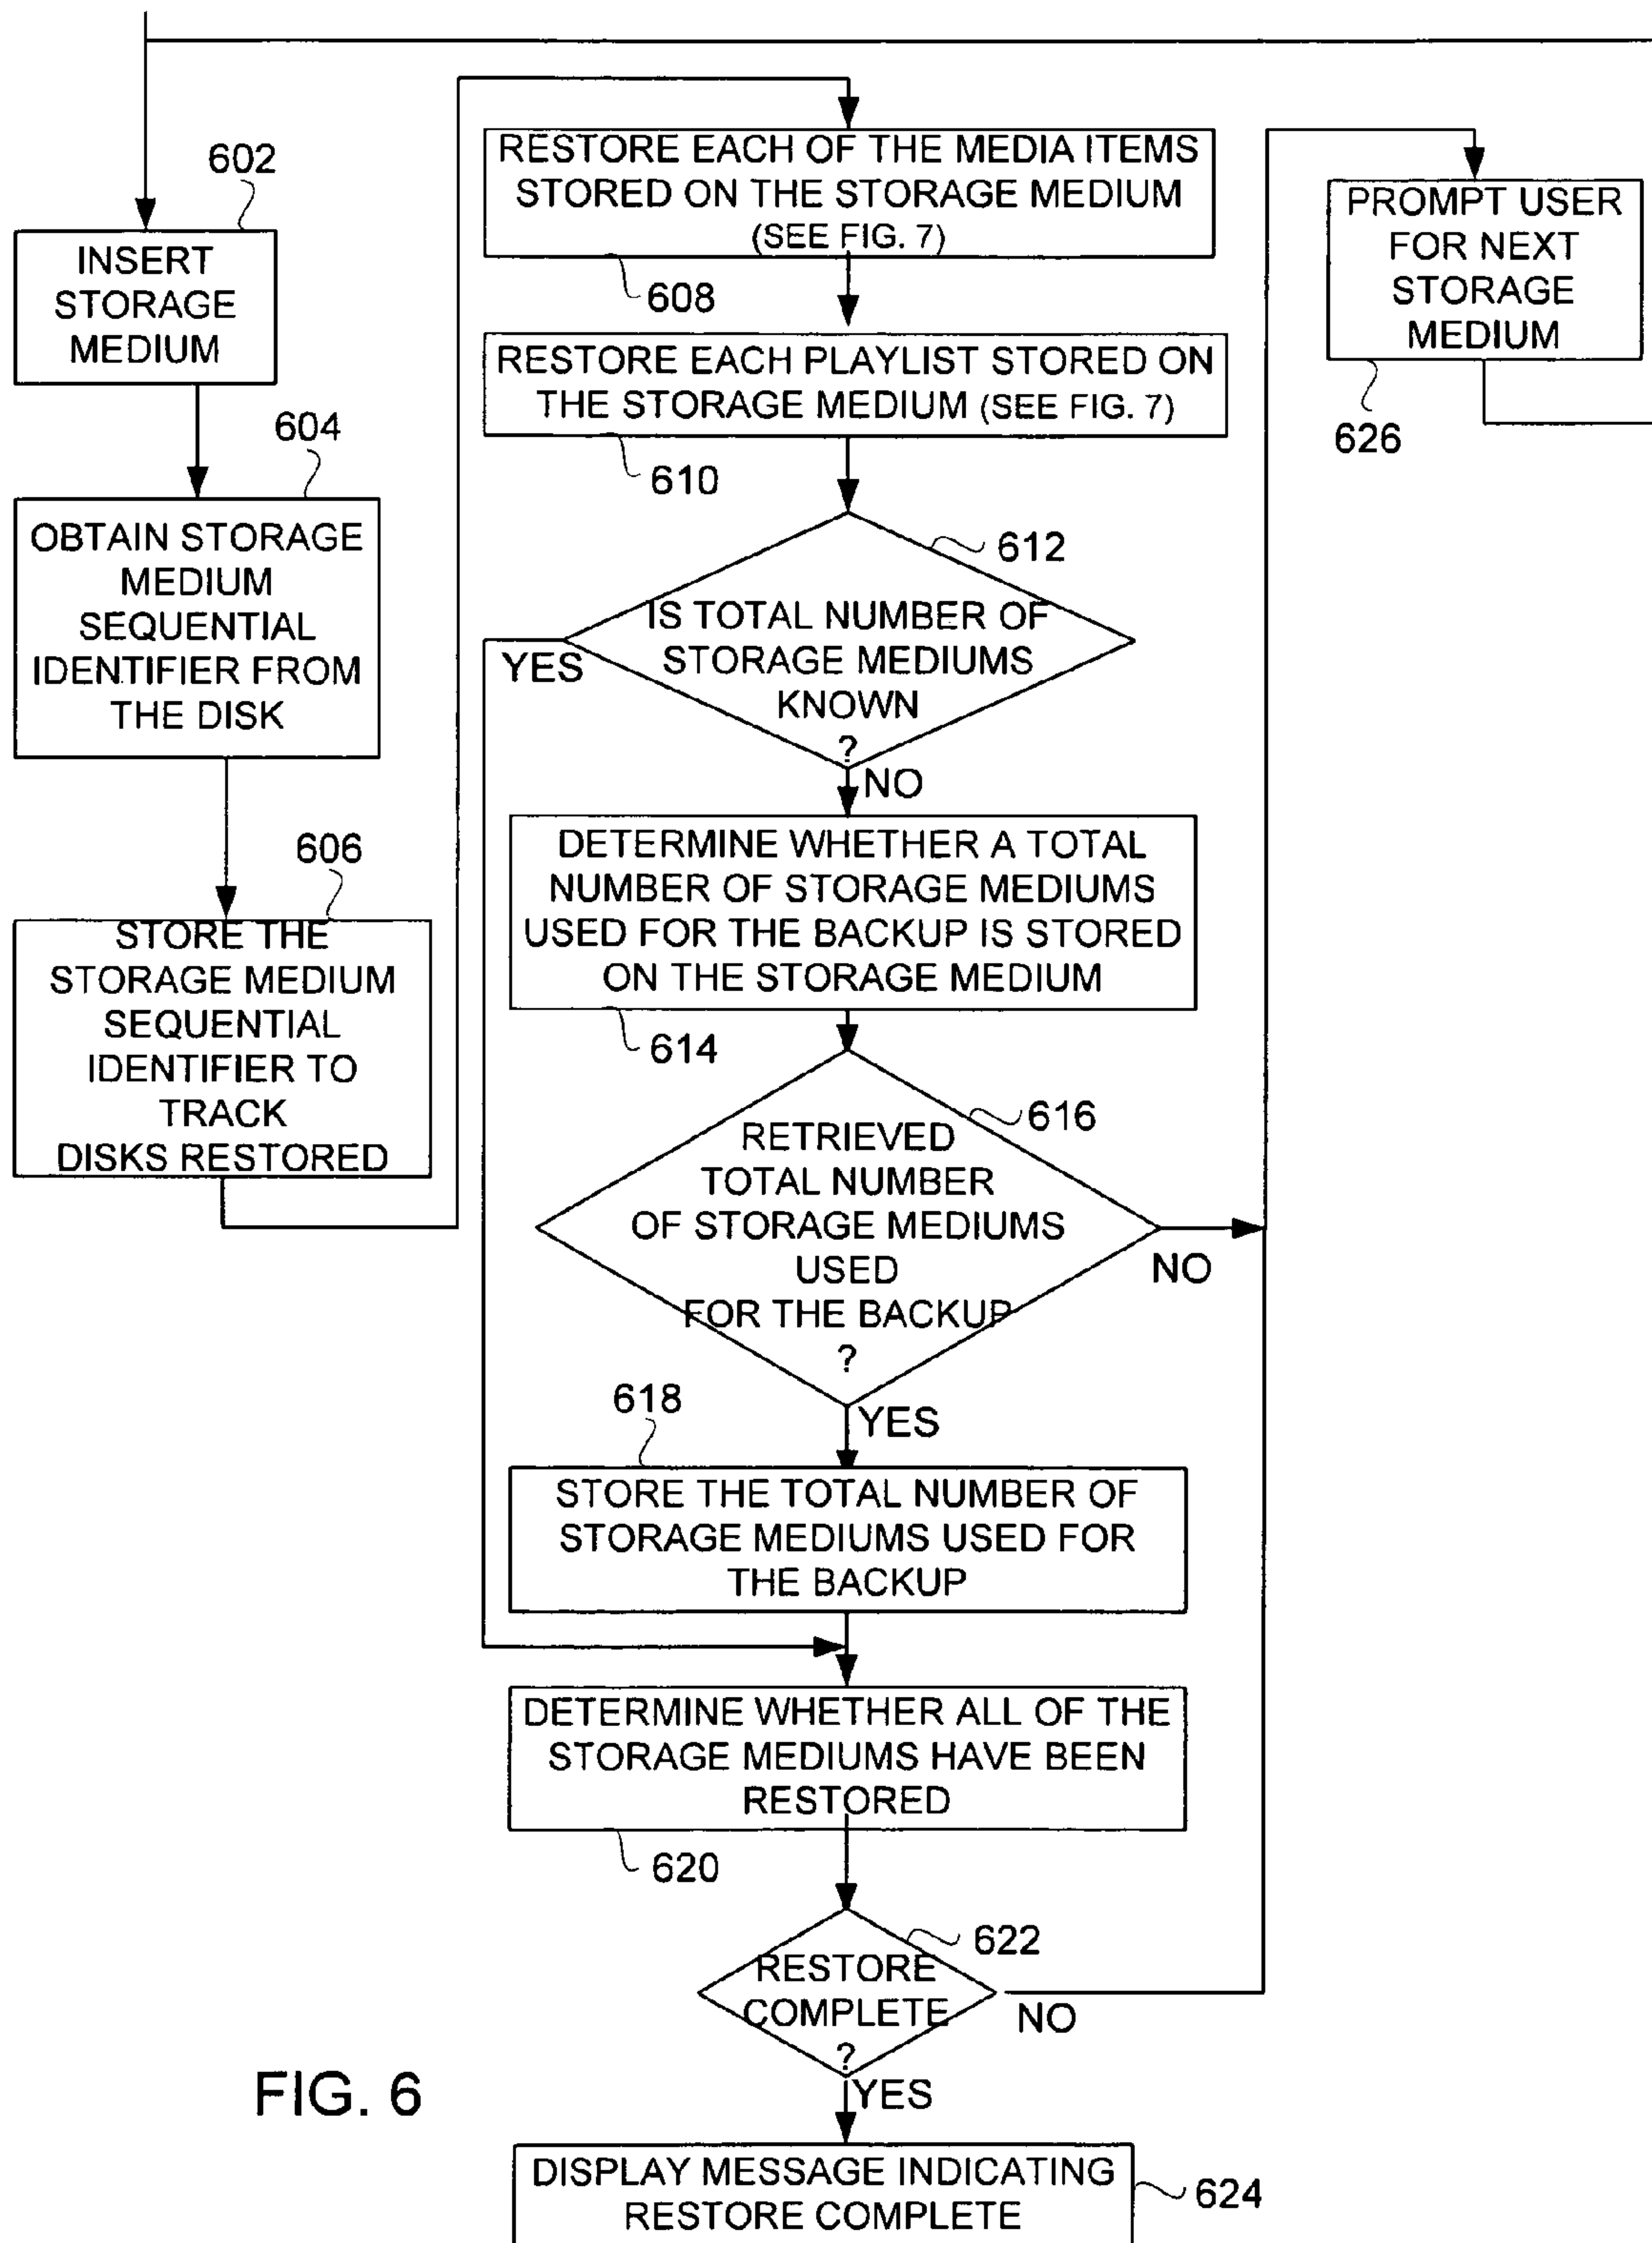 602
INSERT
STORAGE
MEDIUM
604
OBTAIN STORAGE
MEDIUM
SEQUENTIAL
IDENTIFIER FROM
THE DISK
606
STORE THE
STORAGE MEDIUM
SEQUENTIAL
IDENTIFIER TO
TRACK
DISKS RESTORED
RESTORE EACH OF THE MEDIA ITEMS
STORED ON THE STORAGE MEDIUM
(SEE FIG. 7)
608
RESTORE EACH PLAYLIST STORED ON
THE STORAGE MEDIUM (SEE FIG. 7)
610
612
IS TOTAL NUMBER OF
STORAGE MEDIUMS
KNOWN
?
YES
NO
DETERMINE WHETHER A TOTAL
NUMBER OF STORAGE MEDIUMS
USED FOR THE BACKUP IS STORED
ON THE STORAGE MEDIUM
614
616
RETRIEVED
TOTAL NUMBER
OF STORAGE MEDIUMS
USED
FOR THE BACKUP
?
NO
YES
618
STORE THE TOTAL NUMBER OF
STORAGE MEDIUMS USED FOR
THE BACKUP
DETERMINE WHETHER ALL OF THE
STORAGE MEDIUMS HAVE BEEN
RESTORED
620
622
RESTORE
COMPLETE
?
NO
YES
DISPLAY MESSAGE INDICATING
RESTORE COMPLETE
624
PROMPT USER
FOR NEXT
STORAGE
MEDIUM
626
FIG. 6